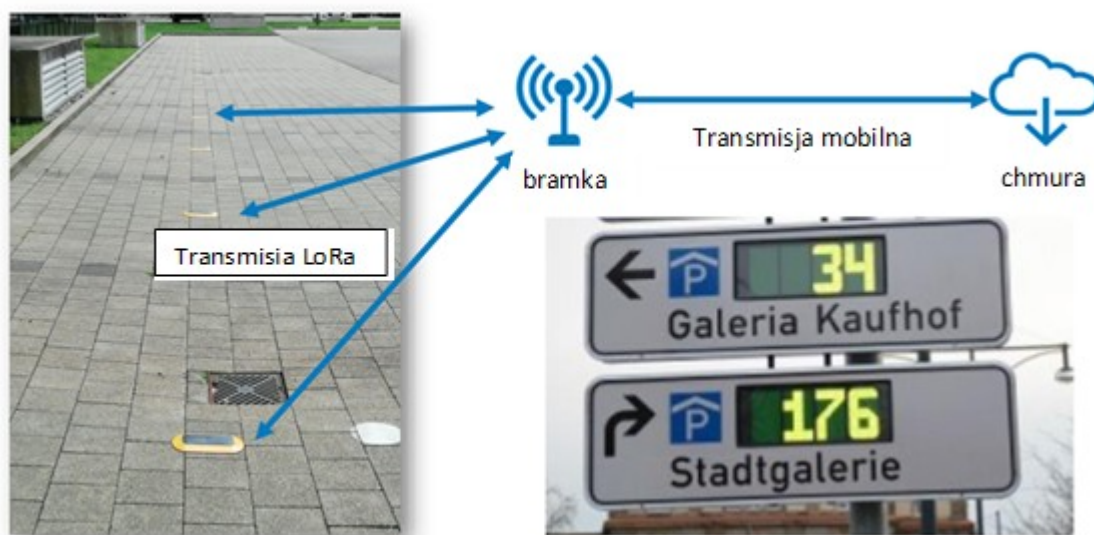 Transmisja mobilna
bramka
chmura
Transmisia LoRa
P 34
Galeria Kaufhof
P 176
Stadtgalerie